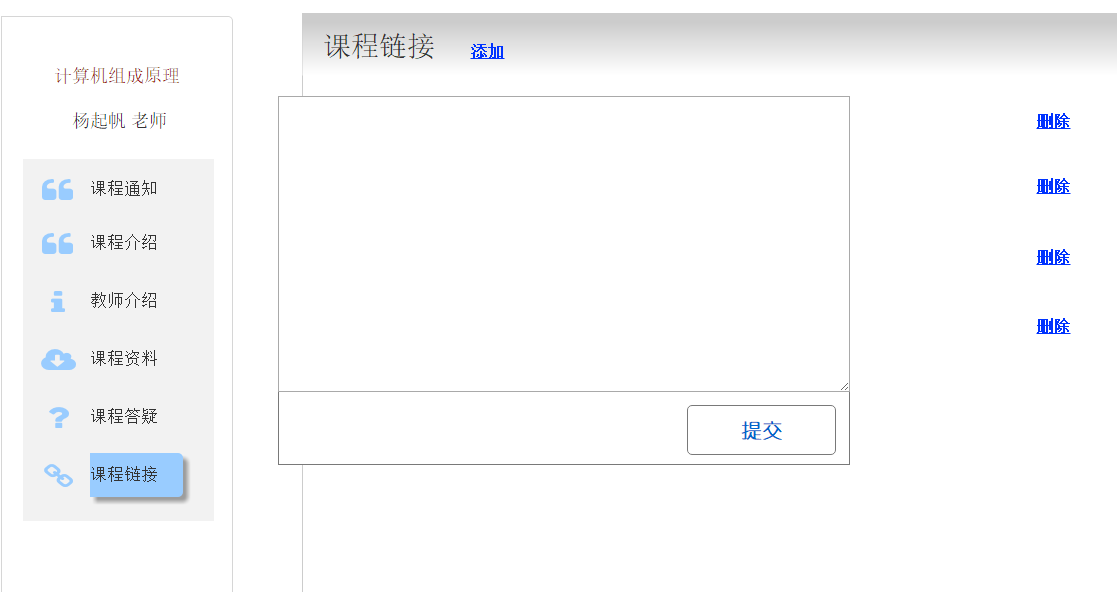 计算机组成原理
杨起帆 老师
课程通知
课程介绍
教师介绍
课程资料
课程答疑
课程链接
课程链接 添加
删除
删除
删除
删除
提交